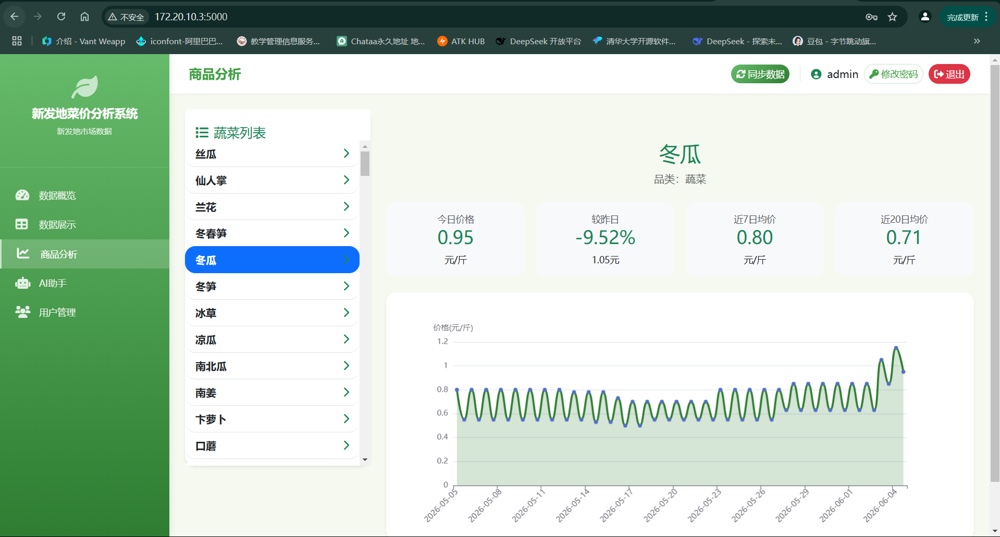 不安全
172.20.10.3:5000
完成更新
介绍 - Vant Weapp
iconfont-阿里巴巴...
教学管理信息服务...
Chataa永久地址 地...
ATK HUB
DeepSeek 开放平台
清华大学开源软件...
DeepSeek - 探索未...
豆包 - 字节跳动旗...
新发地菜价分析系统
新发地市场数据
数据概览
数据展示
商品分析
AI助手
用户管理
商品分析
同步数据
admin
修改密码
退出
蔬菜列表
丝瓜
仙人掌
兰花
冬春笋
冬瓜
冬笋
冰草
凉瓜
南北瓜
南姜
卞萝卜
口蘑
冬瓜
品类：蔬菜
今日价格
0.95
元/斤
较昨日
-9.52%
1.05元
近7日均价
0.80
元/斤
近20日均价
0.71
元/斤
价格(元/斤)
1.2
1
0.8
0.6
0.4
0.2
0
2026-05-05
2026-05-08
2026-05-11
2026-05-14
2026-05-17
2026-05-20
2026-05-23
2026-05-26
2026-05-29
2026-06-01
2026-06-04